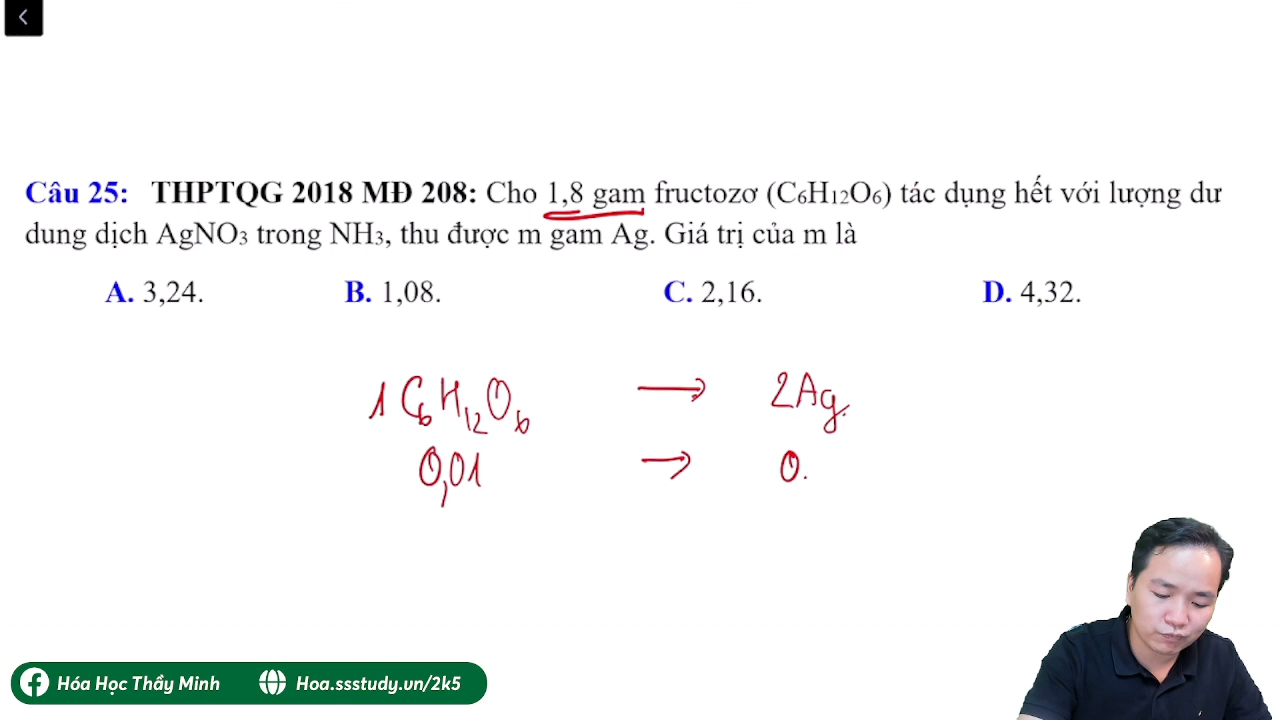 Câu 25: THPTQG 2018 MĐ 208: Cho 1,8 gam fructozơ (C₆H₁₂O₆) tác dụng hết với lượng dư
dung dịch AgNO₃ trong NH₃, thu được m gam Ag. Giá trị của m là
A. 3,24. B. 1,08. C. 2,16. D. 4,32.
1 C₆H₁₂O₆ → 2Ag.
0,01 → 0.
Hóa Học Thầy Minh Hoa.ssstudy.vn/2k5